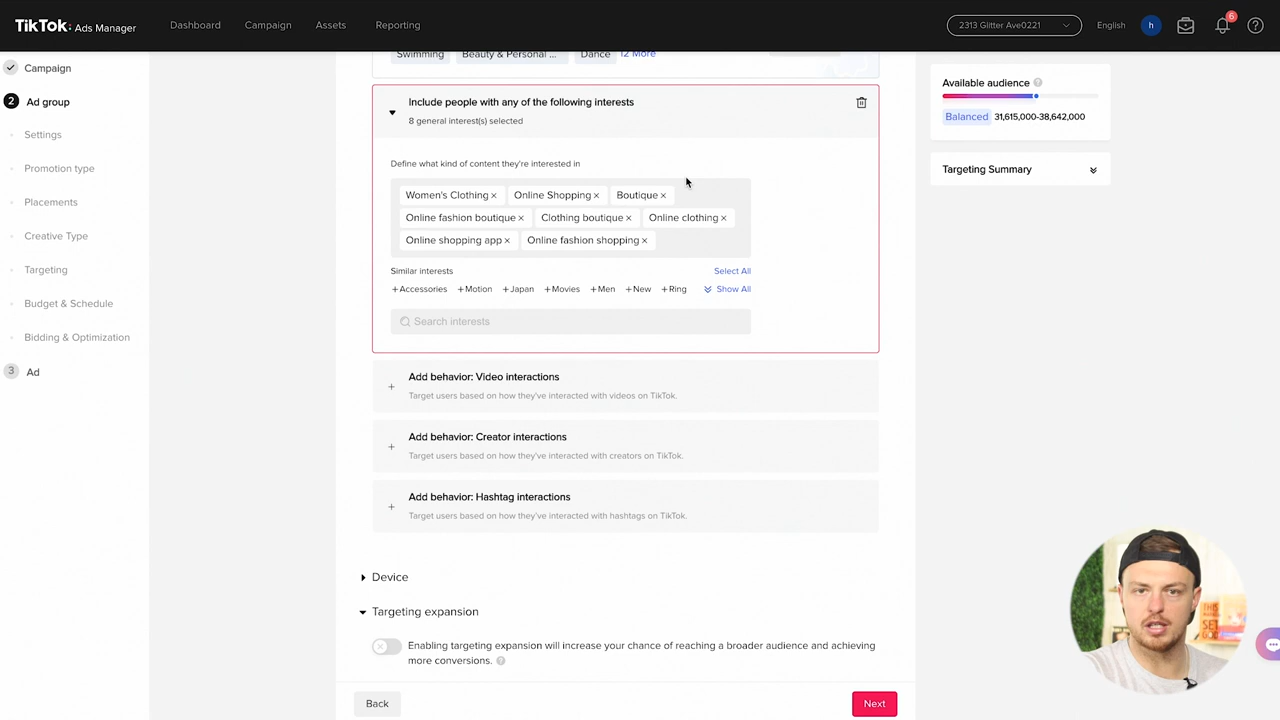 TikTok: Ads Manager
Dashboard
Campaign
Assets
Reporting
2313 Glitter Ave0221
English
h
6
Campaign
2 Ad group
Settings
Promotion type
Placements
Creative Type
Targeting
Budget & Schedule
Bidding & Optimization
3 Ad
Swimming Beauty & Personal ... Dance 12 More
Include people with any of the following interests
8 general interest(s) selected
Define what kind of content they're interested in
Women's Clothing × Online Shopping × Boutique ×
Online fashion boutique × Clothing boutique × Online clothing ×
Online shopping app × Online fashion shopping ×
Similar interests Select All
+Accessories +Motion +Japan +Movies +Men +New +Ring Show All
Search interests
+ Add behavior: Video interactions
Target users based on how they've interacted with videos on TikTok.
+ Add behavior: Creator interactions
Target users based on how they've interacted with creators on TikTok.
+ Add behavior: Hashtag interactions
Target users based on how they've interacted with hashtags on TikTok.
Device
Targeting expansion
Enabling targeting expansion will increase your chance of reaching a broader audience and achieving
more conversions. ?
Back
Next
Available audience ?
Balanced 31,615,000-38,642,000
Targeting Summary
THIS
SET